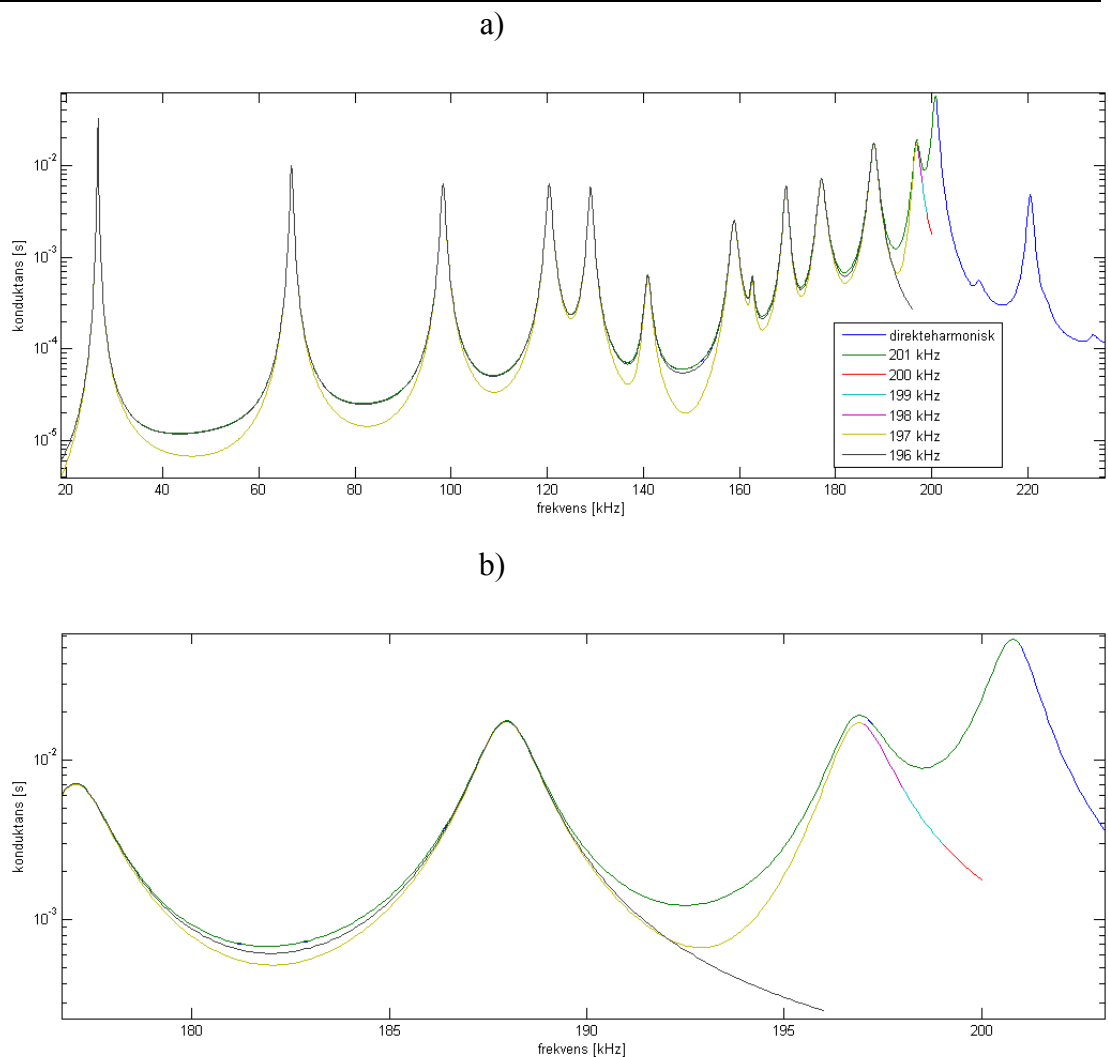 a)
konduktans [s]
10^-2
10^-3
10^-4
10^-5
20 40 60 80 100 120 140 160 180 200 220
frekvens [kHz]
direkteharmonisk
201 kHz
200 kHz
199 kHz
198 kHz
197 kHz
196 kHz
b)
konduktans [s]
10^-2
10^-3
180 185 190 195 200
frekvens [kHz]